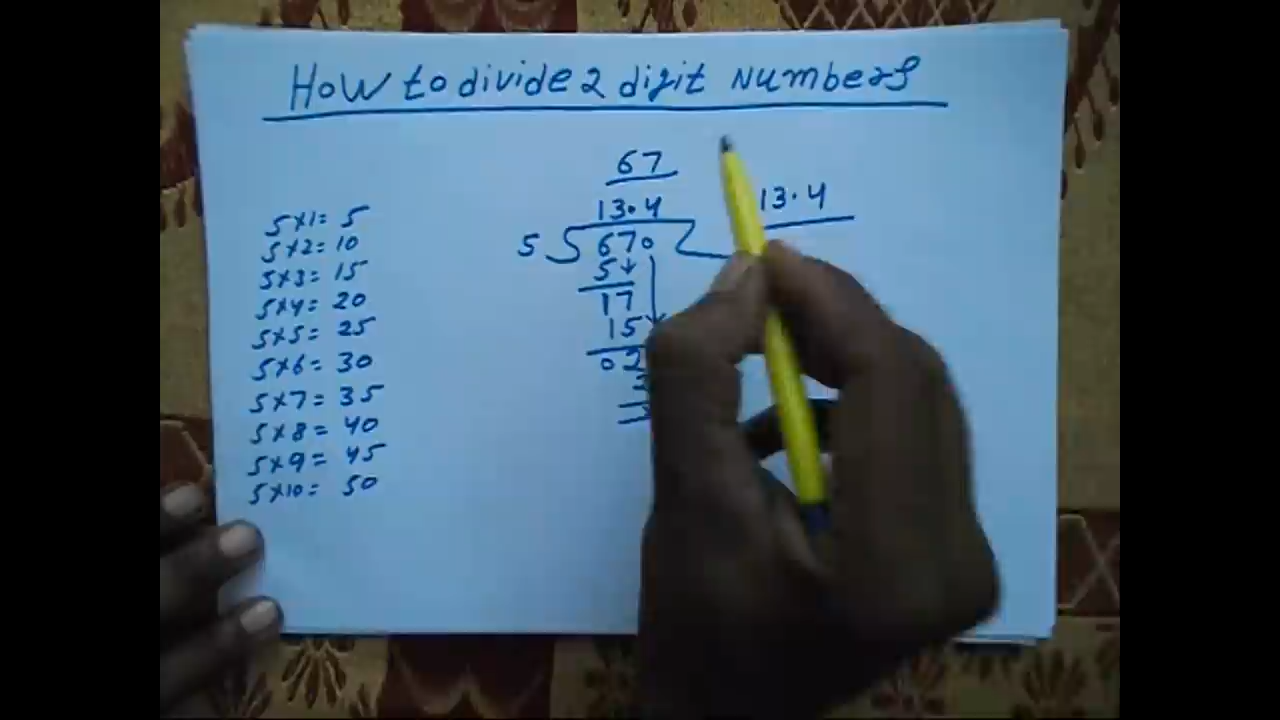 How to divide 2 digit Numbers
67
13.4
13.4
5 670
5
17
15
02
5x1= 5
5x2= 10
5x3= 15
5x4= 20
5x5= 25
5x6= 30
5x7= 35
5x8= 40
5x9= 45
5x10= 50